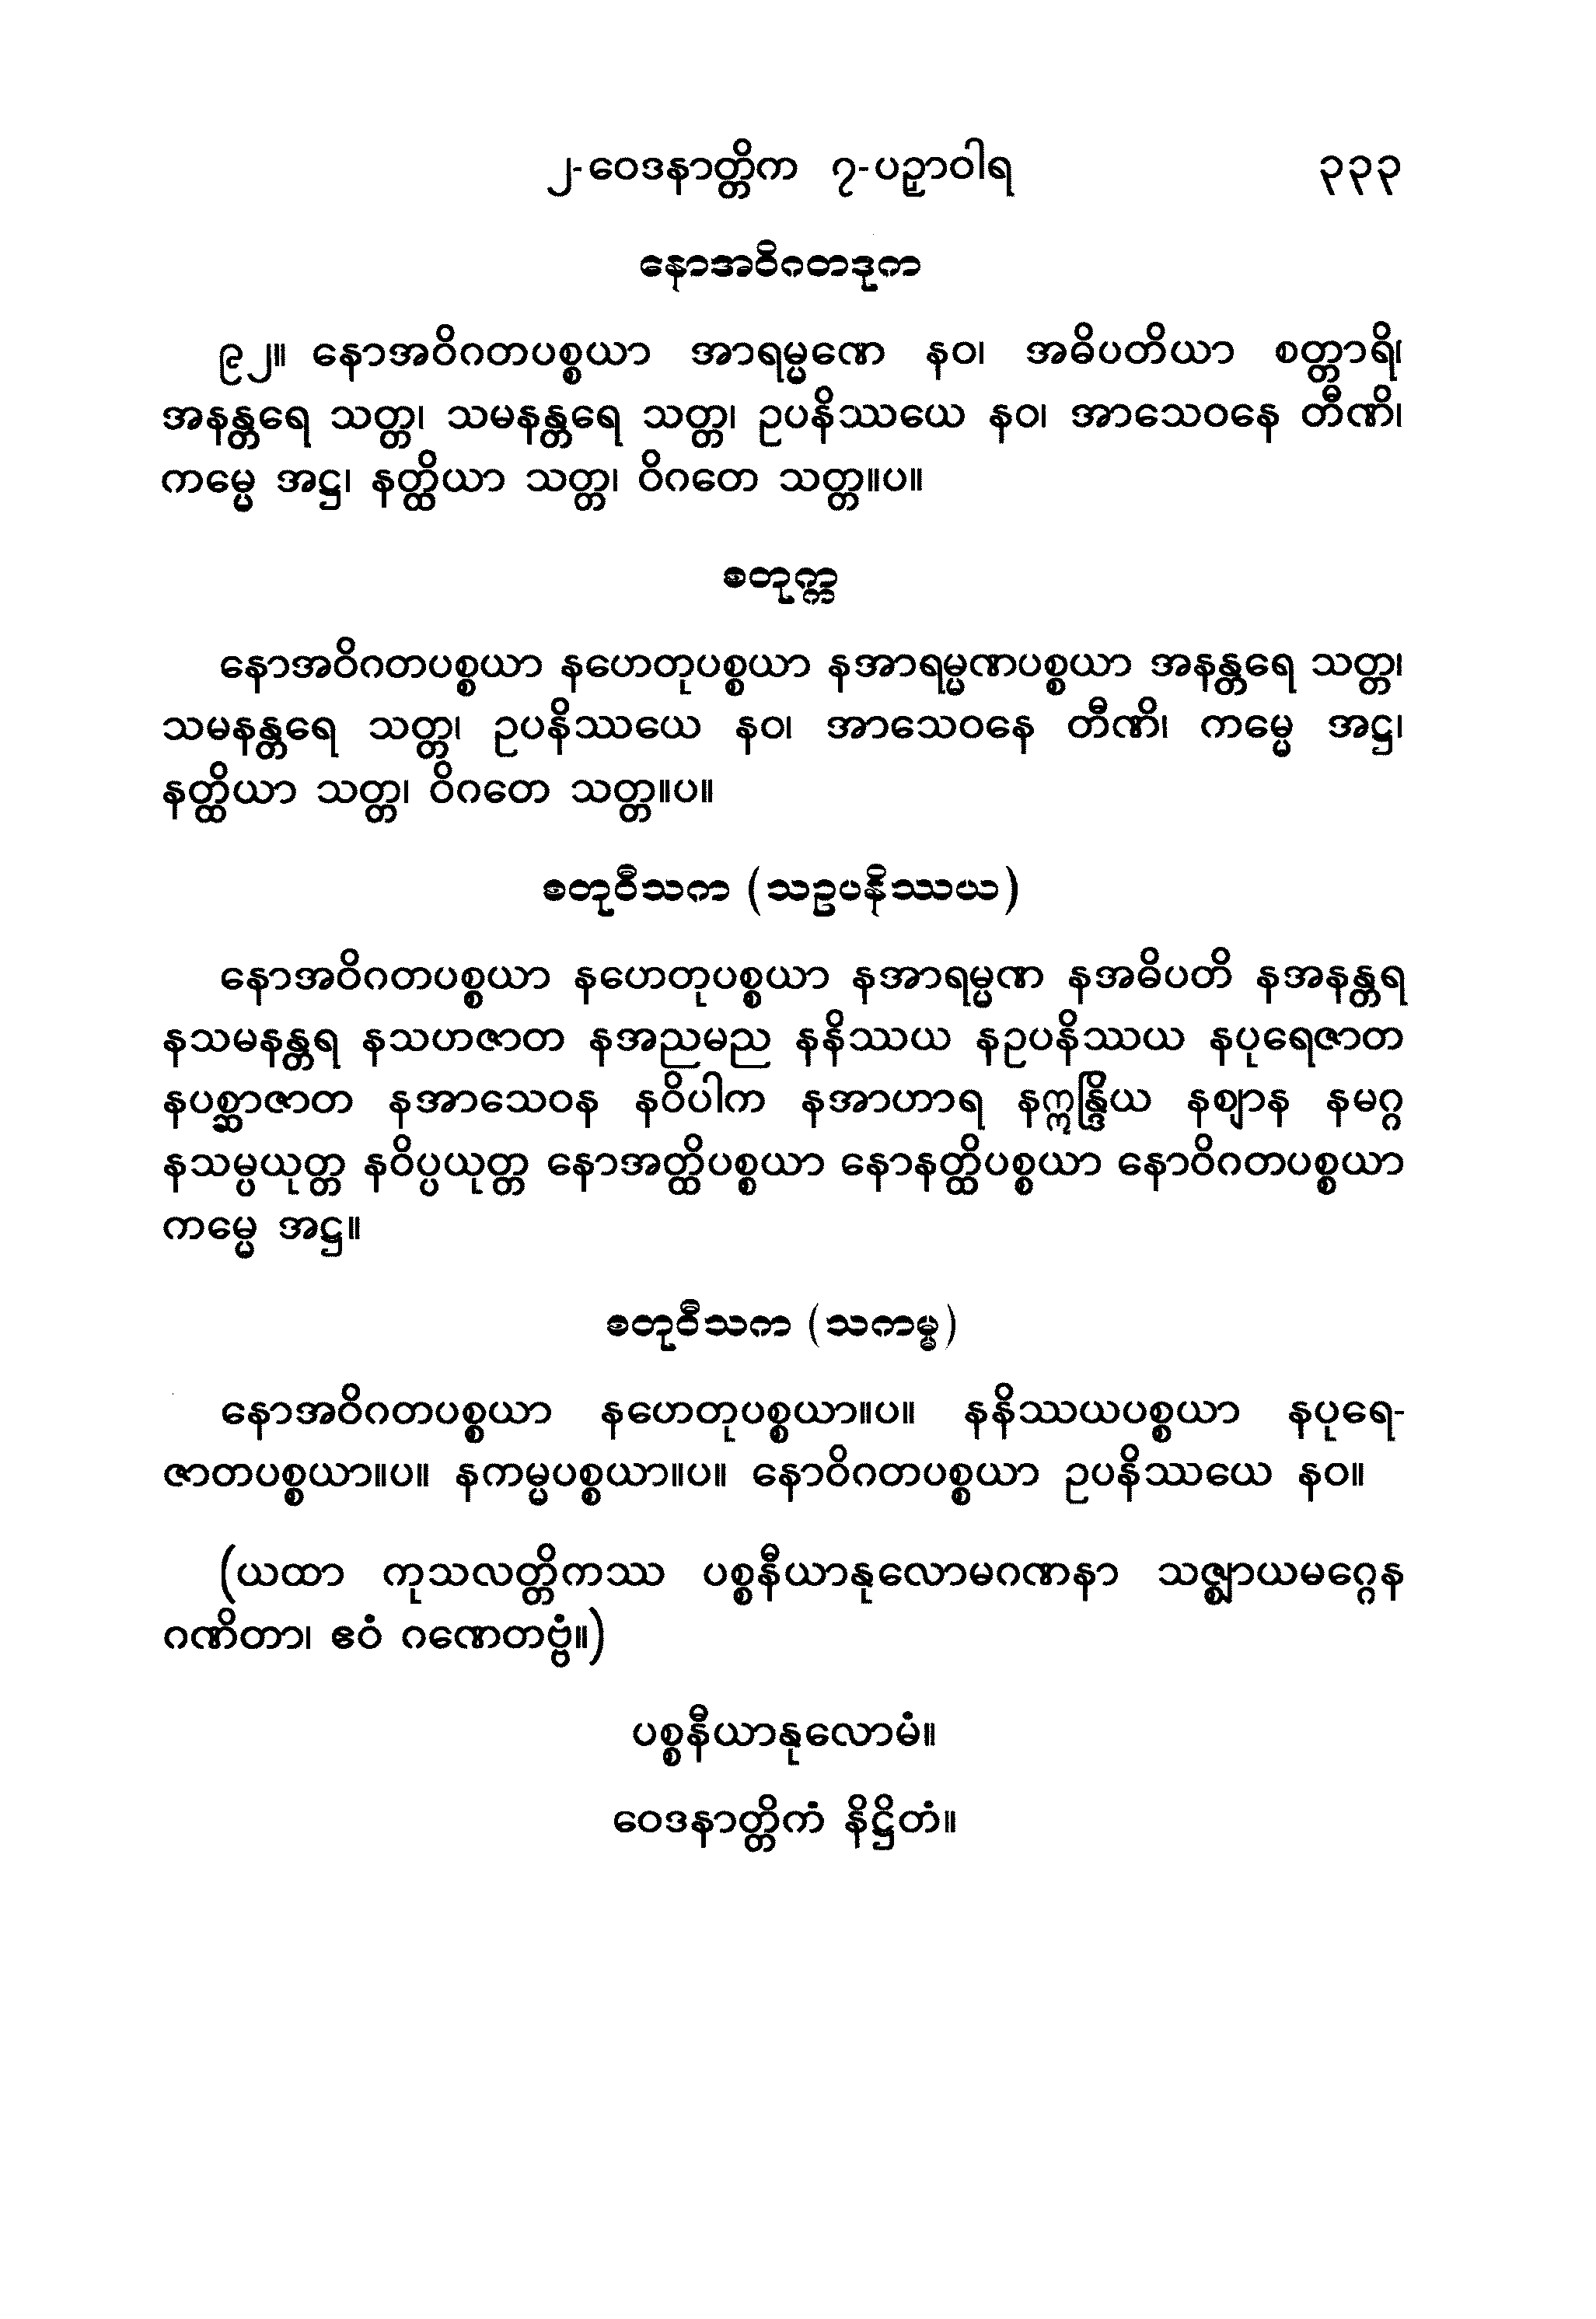 ၂-ဝေဒနာတ္တိက ၇-ပဉှာဝါရ ၃၃၃
နောအဝိဂတဒုက
၉၂။ နောအဝိဂတပစ္စယာ အာရမ္မဏေ နဝ၊ အဓိပတိယာ စတ္တာရိ၊
အနန္တရေ သတ္တ၊ သမနန္တရေ သတ္တ၊ ဥပနိဿယေ နဝ၊ အာသေဝနေ တီဏိ၊
ကမ္မေ အဋ္ဌ၊ နတ္ထိယာ သတ္တ၊ ဝိဂတေ သတ္တ။ပ။
စတုက္က
နောအဝိဂတပစ္စယာ နဟေတုပစ္စယာ နအာရမ္မဏပစ္စယာ အနန္တရေ သတ္တ၊
သမနန္တရေ သတ္တ၊ ဥပနိဿယေ နဝ၊ အာသေဝနေ တီဏိ၊ ကမ္မေ အဋ္ဌ၊
နတ္ထိယာ သတ္တ၊ ဝိဂတေ သတ္တ။ပ။
စတုဝီသက (သဥပနိဿယ)
နောအဝိဂတပစ္စယာ နဟေတုပစ္စယာ နအာရမ္မဏ နအဓိပတိ နအနန္တရ
နသမနန္တရ နသဟဇာတ နအညမည နနိဿယ နဥပနိဿယ နပုရေဇာတ
နပစ္ဆာဇာတ နအာသေဝန နဝိပါက နအာဟာရ နဣန္ဒြိယ နဈာန နမဂ္ဂ
နသမ္ပယုတ္တ နဝိပ္ပယုတ္တ နောအတ္ထိပစ္စယာ နောနတ္ထိပစ္စယာ နောဝိဂတပစ္စယာ
ကမ္မေ အဋ္ဌ။
စတုဝီသက (သကမ္မ)
နောအဝိဂတပစ္စယာ နဟေတုပစ္စယာ။ပ။ နနိဿယပစ္စယာ နပုရေ-
ဇာတပစ္စယာ။ပ။ နကမ္မပစ္စယာ။ပ။ နောဝိဂတပစ္စယာ ဥပနိဿယေ နဝ။
(ယထာ ကုသလတ္တိကဿ ပစ္စနီယာနုလောမဂဏနာ သဇ္ဈာယမဂ္ဂေန
ဂဏိတာ၊ ဧဝံ ဂဏေတဗ္ဗံ။)
ပစ္စနီယာနုလောမံ။
ဝေဒနာတ္တိကံ နိဋ္ဌိတံ။